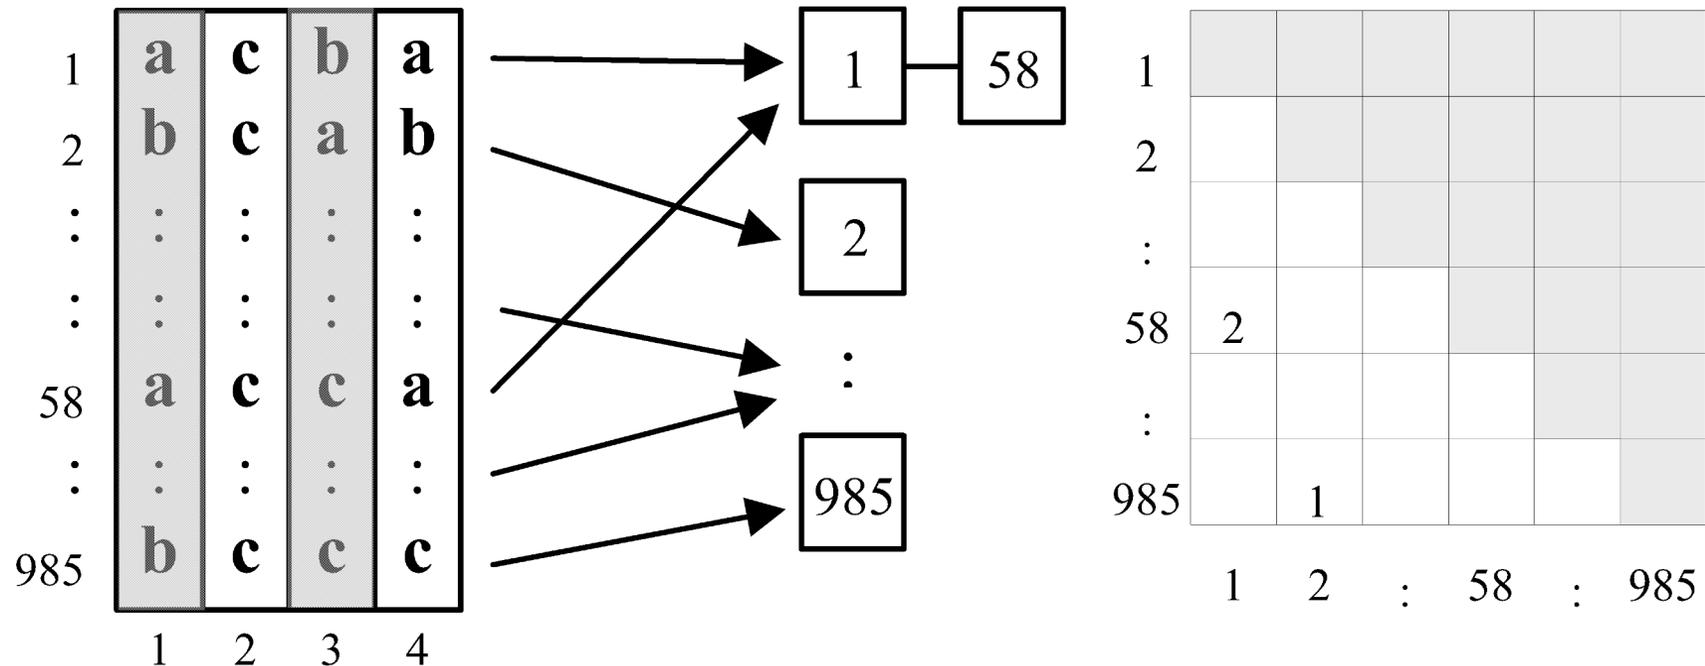 1 a c b a
2 b c a b
: : : : :
: : : : :
58 a c c a
: : : : :
985 b c c c
1 2 3 4
1 58
2
:
985
1
2
:
58 2
:
985 1
1 2 : 58 : 985